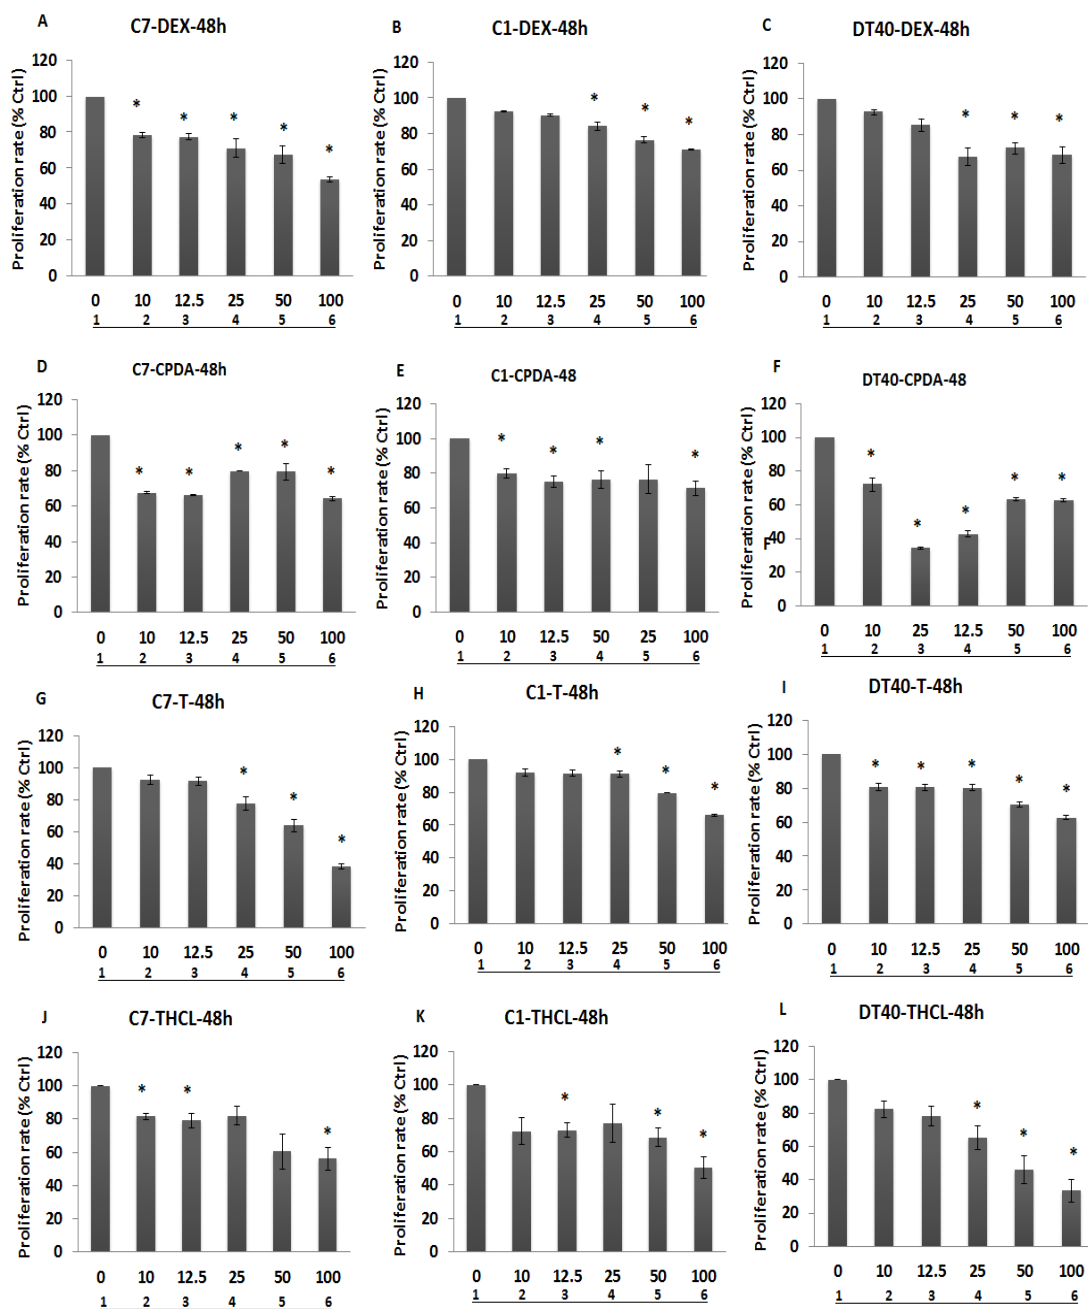 A
C7-DEX-48h
Proliferation rate (% Ctrl)
120
100
80
60
40
20
0
* * * * *
0 10 12.5 25 50 100
1 2 3 4 5 6
B
C1-DEX-48h
Proliferation rate (% Ctrl)
120
100
80
60
40
20
0
* * *
0 10 12.5 25 50 100
1 2 3 4 5 6
C
DT40-DEX-48h
Proliferation rate (% Ctrl)
120
100
80
60
40
20
0
* * *
0 10 12.5 25 50 100
1 2 3 4 5 6
D
C7-CPDA-48h
Proliferation rate (% Ctrl)
120
100
80
60
40
20
0
* * * * *
0 10 12.5 25 50 100
1 2 3 4 5 6
E
C1-CPDA-48
Proliferation rate (% Ctrl)
120
100
80
60
40
20
0
* * * *
0 10 12.5 50 25 100
1 2 3 4 5 6
F
DT40-CPDA-48
Proliferation rate (% Ctrl)
120
100
80
60
40
20
0
* * * * *
F
0 10 25 12.5 50 100
1 2 3 4 5 6
G
C7-T-48h
Proliferation rate (% Ctrl)
120
100
80
60
40
20
0
* * *
0 10 12.5 25 50 100
1 2 3 4 5 6
H
C1-T-48h
Proliferation rate (% Ctrl)
120
100
80
60
40
20
0
* * *
0 10 12.5 25 50 100
1 2 3 4 5 6
I
DT40-T-48h
Proliferation rate (% Ctrl)
120
100
80
60
40
20
0
* * * * *
0 10 12.5 25 50 100
1 2 3 4 5 6
J
C7-THCL-48h
Proliferation rate (% Ctrl)
120
100
80
60
40
20
0
* * *
0 10 12.5 25 50 100
1 2 3 4 5 6
K
C1-THCL-48h
Proliferation rate (% Ctrl)
120
100
80
60
40
20
0
* * *
0 10 12.5 25 50 100
1 2 3 4 5 6
L
DT40-THCL-48h
Proliferation rate (% Ctrl)
120
100
80
60
40
20
0
* * *
0 10 12.5 25 50 100
1 2 3 4 5 6